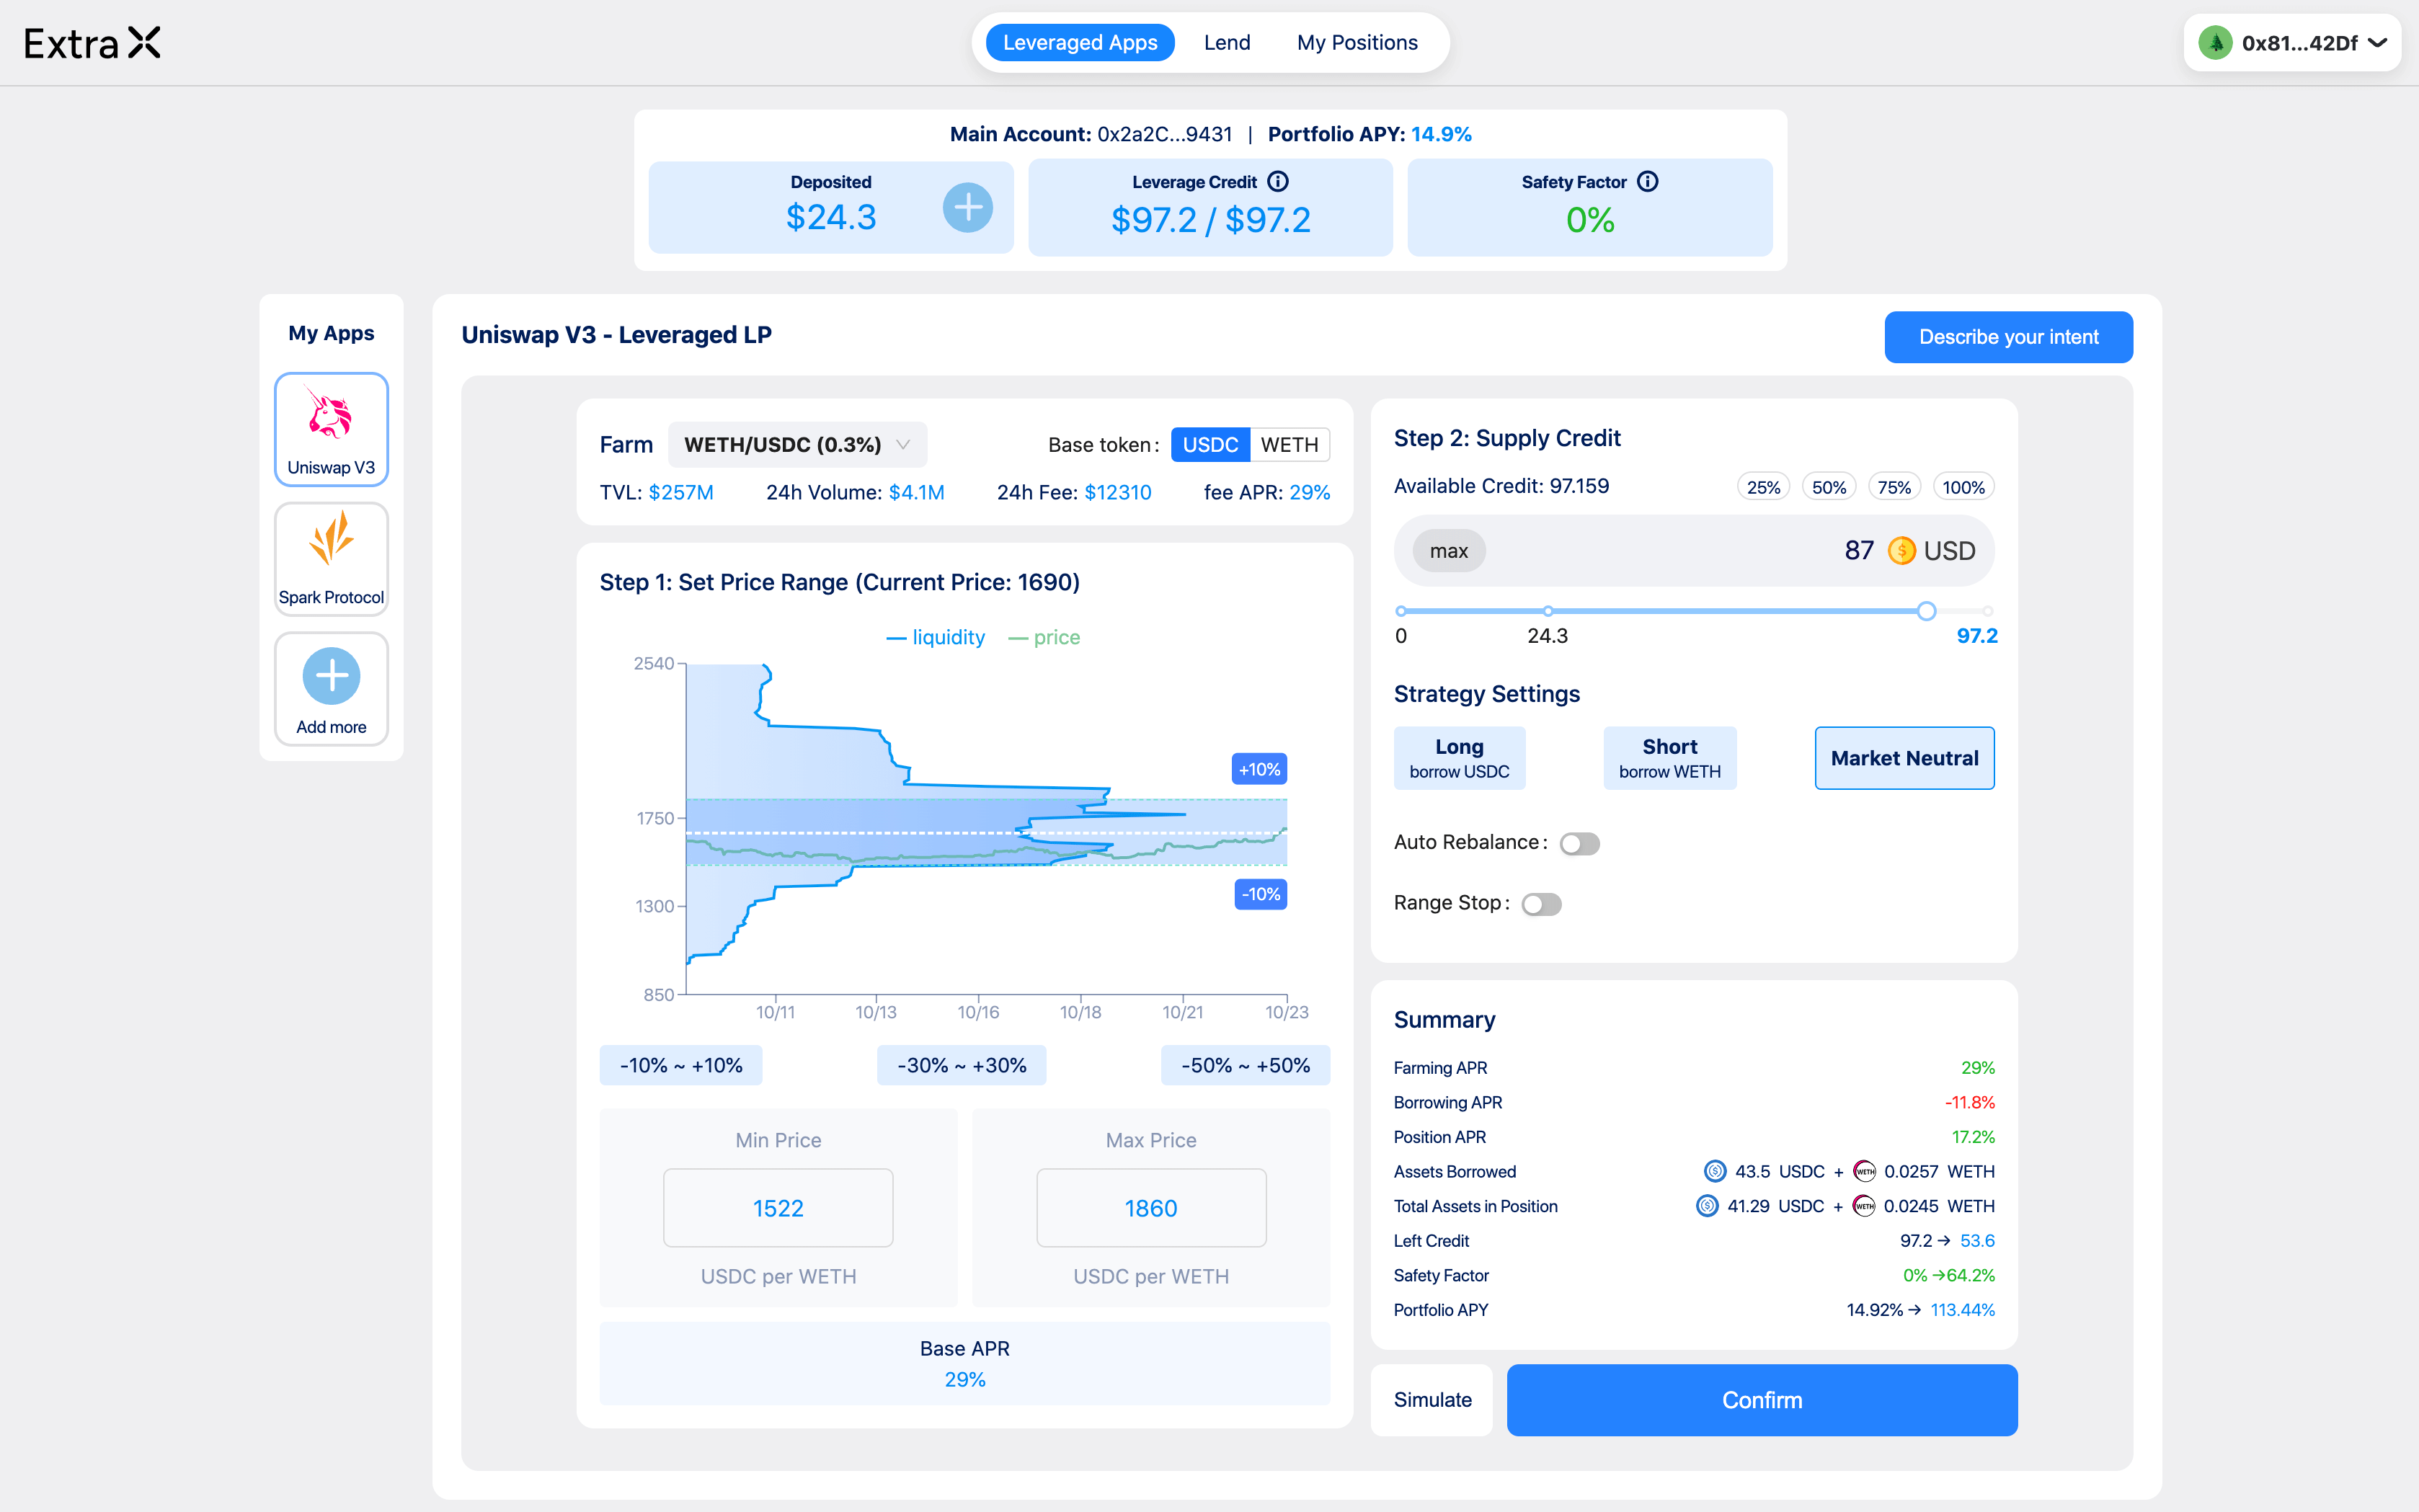 Extra X
Leveraged Apps Lend My Positions
0x81...42Df
Main Account: 0x2a2C...9431 | Portfolio APY: 14.9%
Deposited
$24.3
Leverage Credit
$97.2 / $97.2
Safety Factor
0%
My Apps
Uniswap V3
Spark Protocol
Add more
Uniswap V3 - Leveraged LP
Describe your intent
Farm WETH/USDC (0.3%) Base token: USDC WETH
TVL: $257M 24h Volume: $4.1M 24h Fee: $12310 fee APR: 29%
Step 1: Set Price Range (Current Price: 1690)
liquidity price
2540
1750
1300
850
+10%
-10%
10/11 10/13 10/16 10/18 10/21 10/23
-10% ~ +10% -30% ~ +30% -50% ~ +50%
Min Price
1522
USDC per WETH
Max Price
1860
USDC per WETH
Base APR
29%
Step 2: Supply Credit
Available Credit: 97.159 25% 50% 75% 100%
max 87 $ USD
0 24.3 97.2
Strategy Settings
Long
borrow USDC
Short
borrow WETH
Market Neutral
Auto Rebalance:
Range Stop:
Summary
Farming APR 29%
Borrowing APR -11.8%
Position APR 17.2%
Assets Borrowed $ 43.5 USDC + WETH 0.0257 WETH
Total Assets in Position $ 41.29 USDC + WETH 0.0245 WETH
Left Credit 97.2 → 53.6
Safety Factor 0% →64.2%
Portfolio APY 14.92% → 113.44%
Simulate Confirm